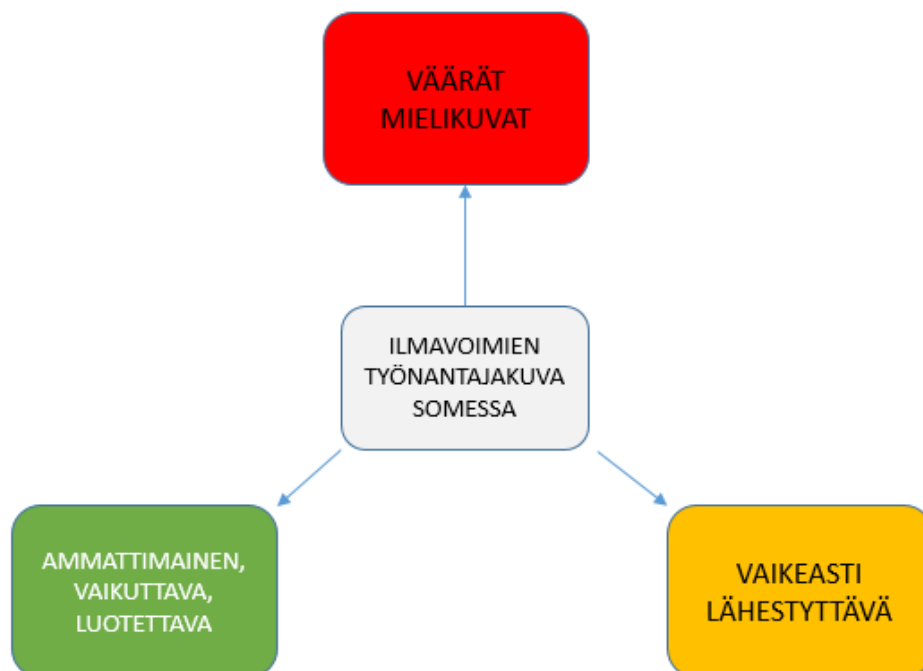 VÄÄRÄT
MIELIKUVAT
ILMAVOIMIEN
TYÖNANTAJAKUVA
SOMESSA
AMMATTIMAINEN,
VAIKUTTAVA,
LUOTETTAVA
VAIKEASTI
LÄHESTYTTÄVÄ